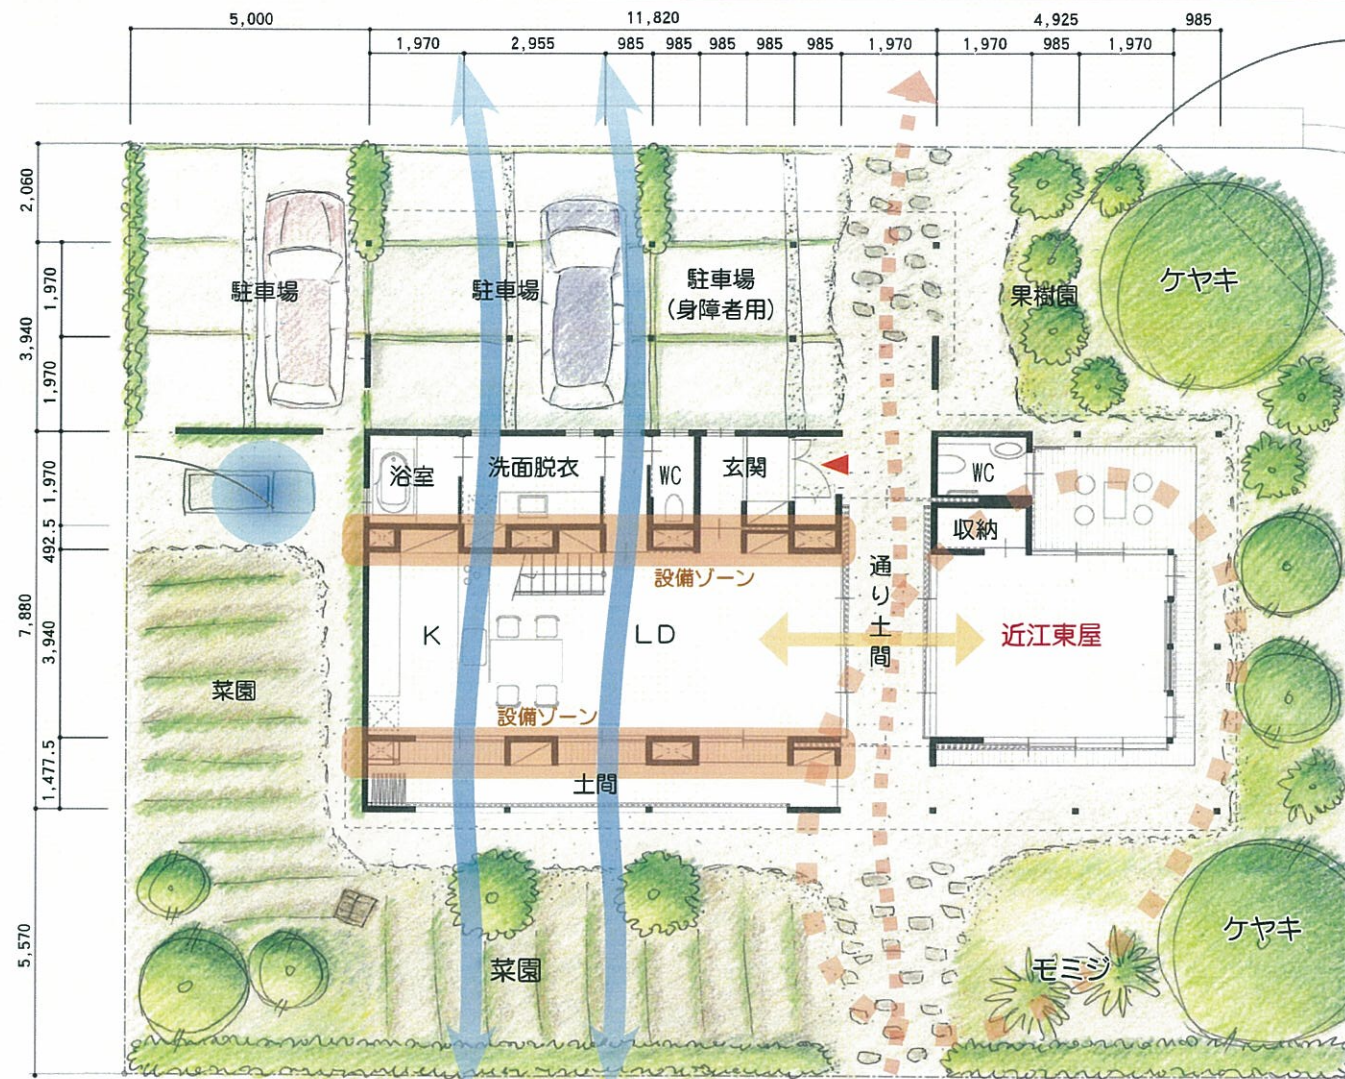 5,000
11,820
4,925
985
1,970
2,955
985
985
985
985
985
1,970
1,970
985
1,970
2,060
3,940
1,970
1,970
7,880
1,970
492.5
3,940
1,477.5
5,570
駐車場
駐車場
駐車場
(身障者用)
果樹園
ケヤキ
浴室
洗面脱衣
WC
玄関
WC
収納
設備ゾーン
通り土間
K
LD
近江東屋
菜園
設備ゾーン
土間
菜園
モミジ
ケヤキ